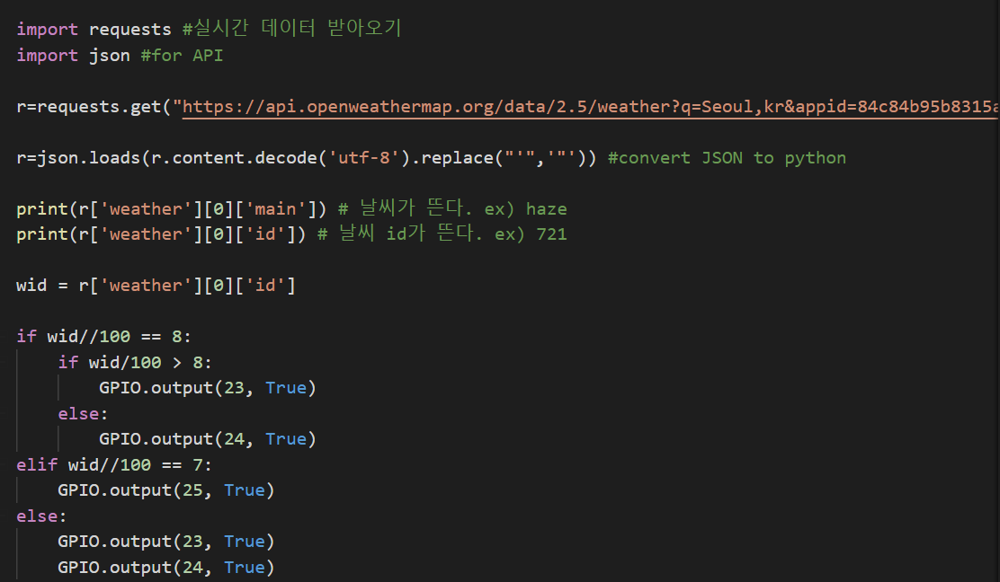 import requests #실시간 데이터 받아오기
import json #for API
r=requests.get("https://api.openweathermap.org/data/2.5/weather?q=Seoul,kr&appid=84c84b95b8315a
r=json.loads(r.content.decode('utf-8').replace("'",'"')) #convert JSON to python
print(r['weather'][0]['main']) # 날씨가 뜬다. ex) haze
print(r['weather'][0]['id']) # 날씨 id가 뜬다. ex) 721
wid = r['weather'][0]['id']
if wid//100 == 8:
    if wid/100 > 8:
        GPIO.output(23, True)
    else:
        GPIO.output(24, True)
elif wid//100 == 7:
    GPIO.output(25, True)
else:
    GPIO.output(23, True)
    GPIO.output(24, True)